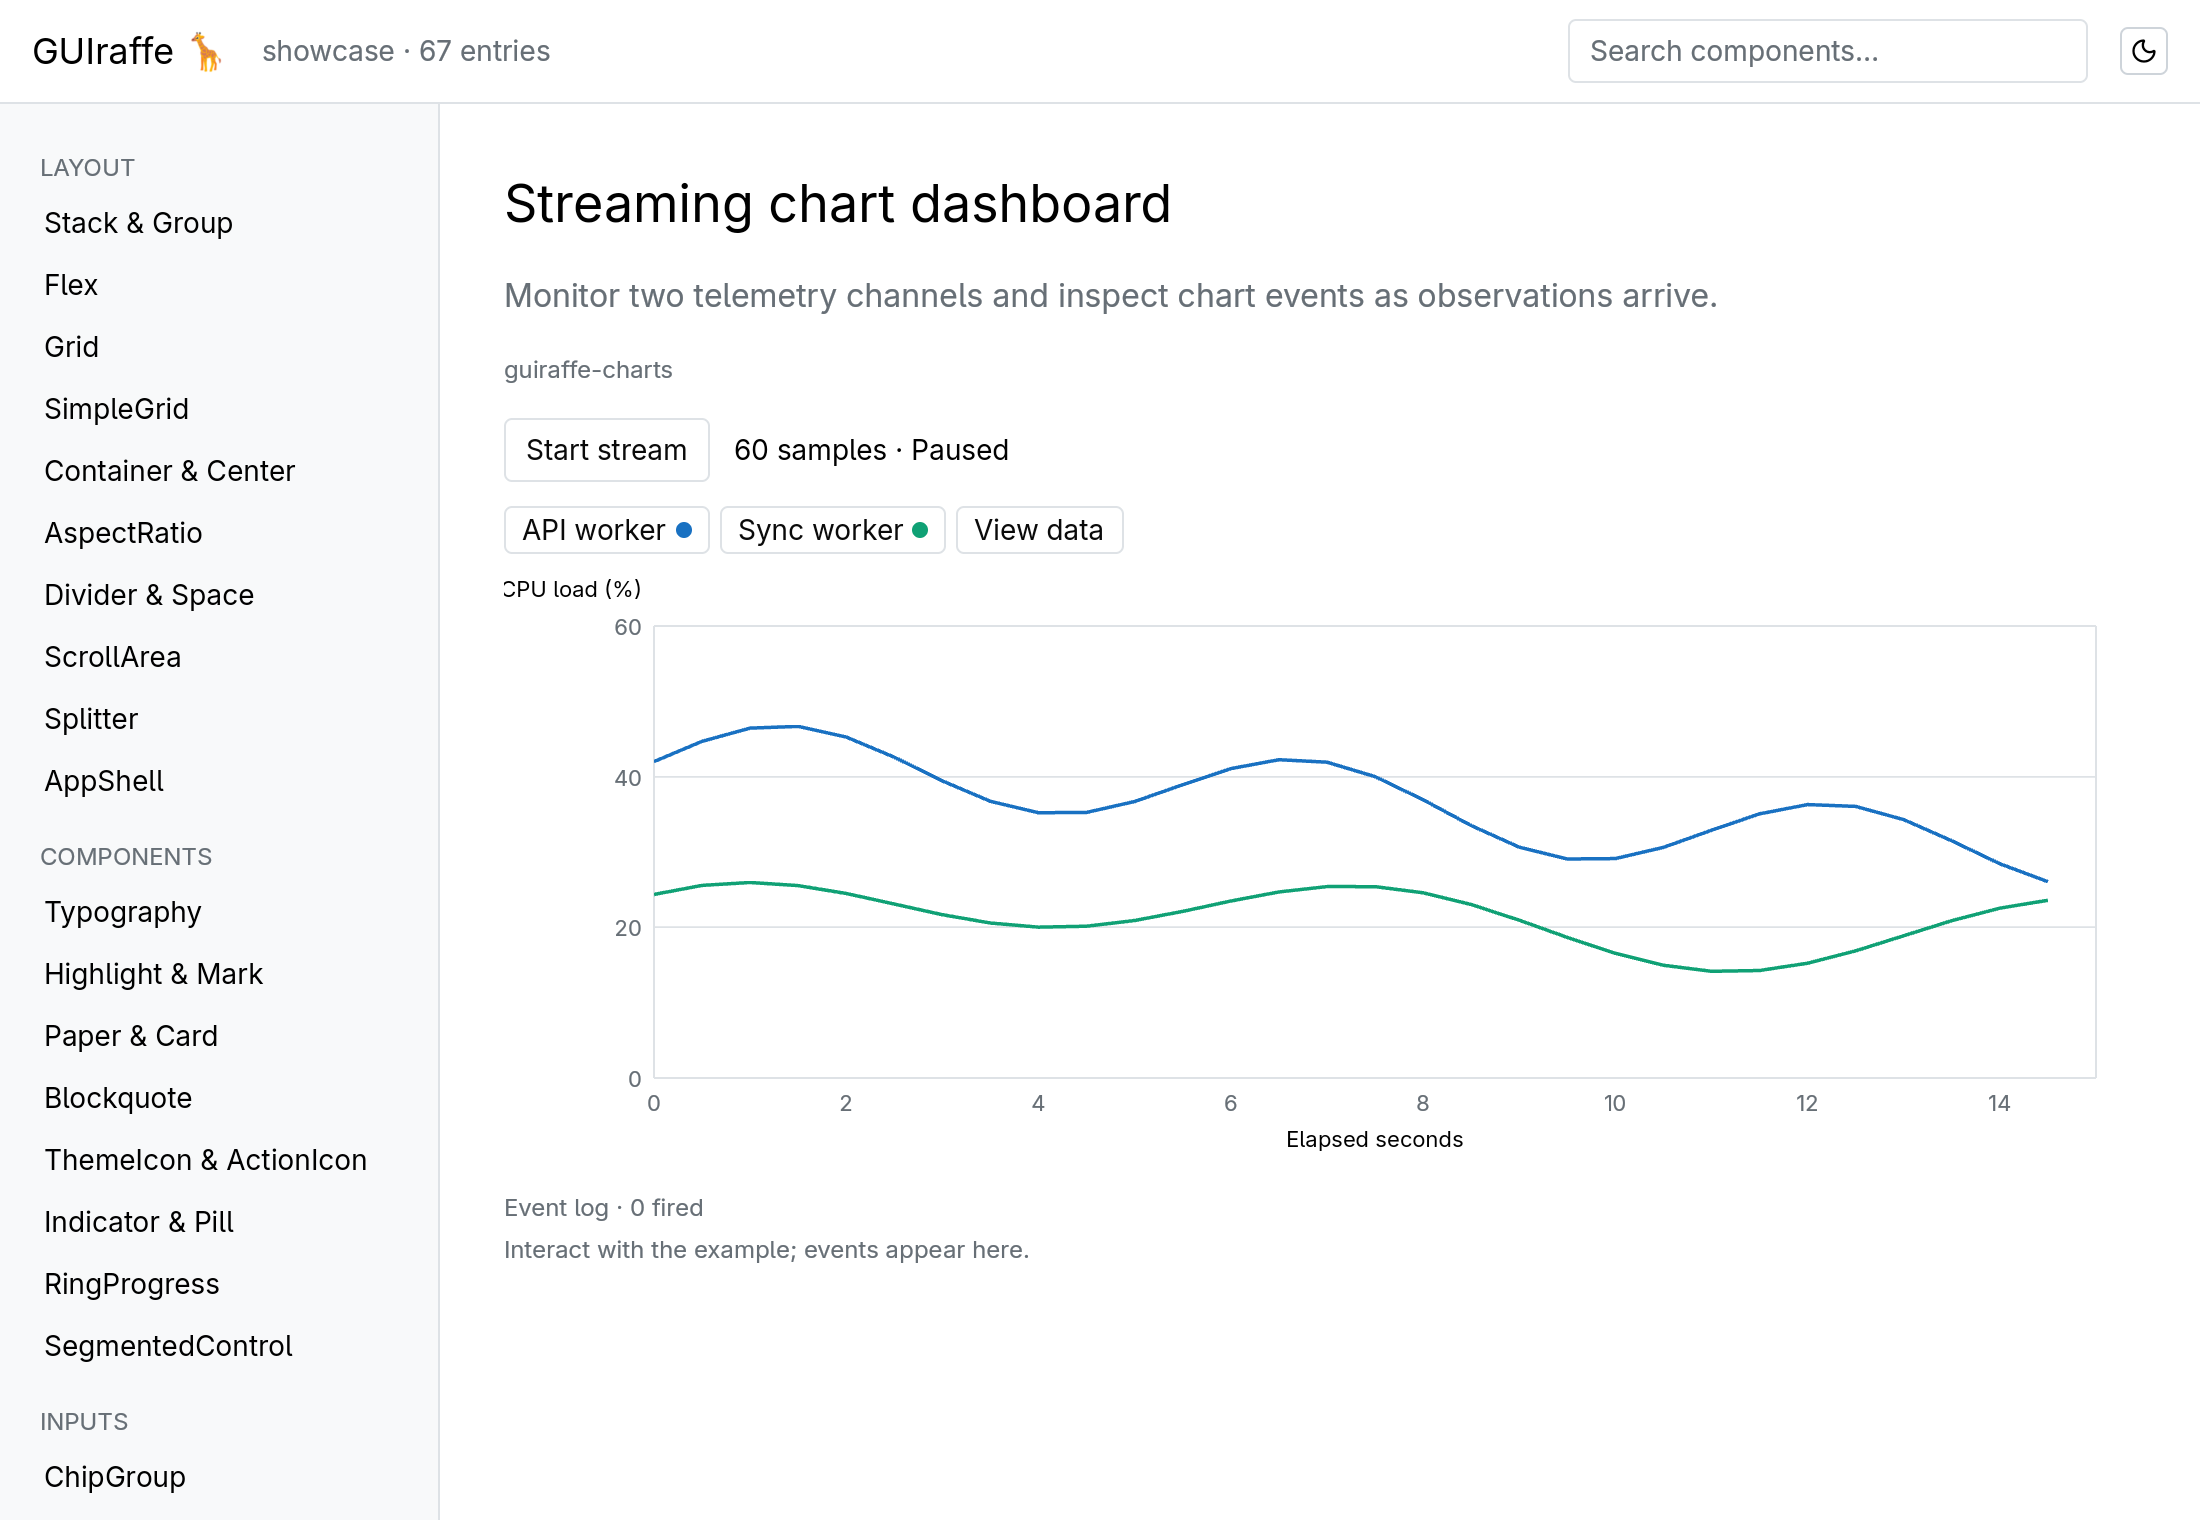 GUIraffe 🦒 showcase · 67 entries Search components...
LAYOUT
Stack & Group
Flex
Grid
SimpleGrid
Container & Center
AspectRatio
Divider & Space
ScrollArea
Splitter
AppShell
COMPONENTS
Typography
Highlight & Mark
Paper & Card
Blockquote
ThemeIcon & ActionIcon
Indicator & Pill
RingProgress
SegmentedControl
INPUTS
ChipGroup
Streaming chart dashboard
Monitor two telemetry channels and inspect chart events as observations arrive.
guiraffe-charts
Start stream 60 samples · Paused
API worker Sync worker View data
CPU load (%)
60
40
20
0
0 2 4 6 8 10 12 14
Elapsed seconds
Event log · 0 fired
Interact with the example; events appear here.